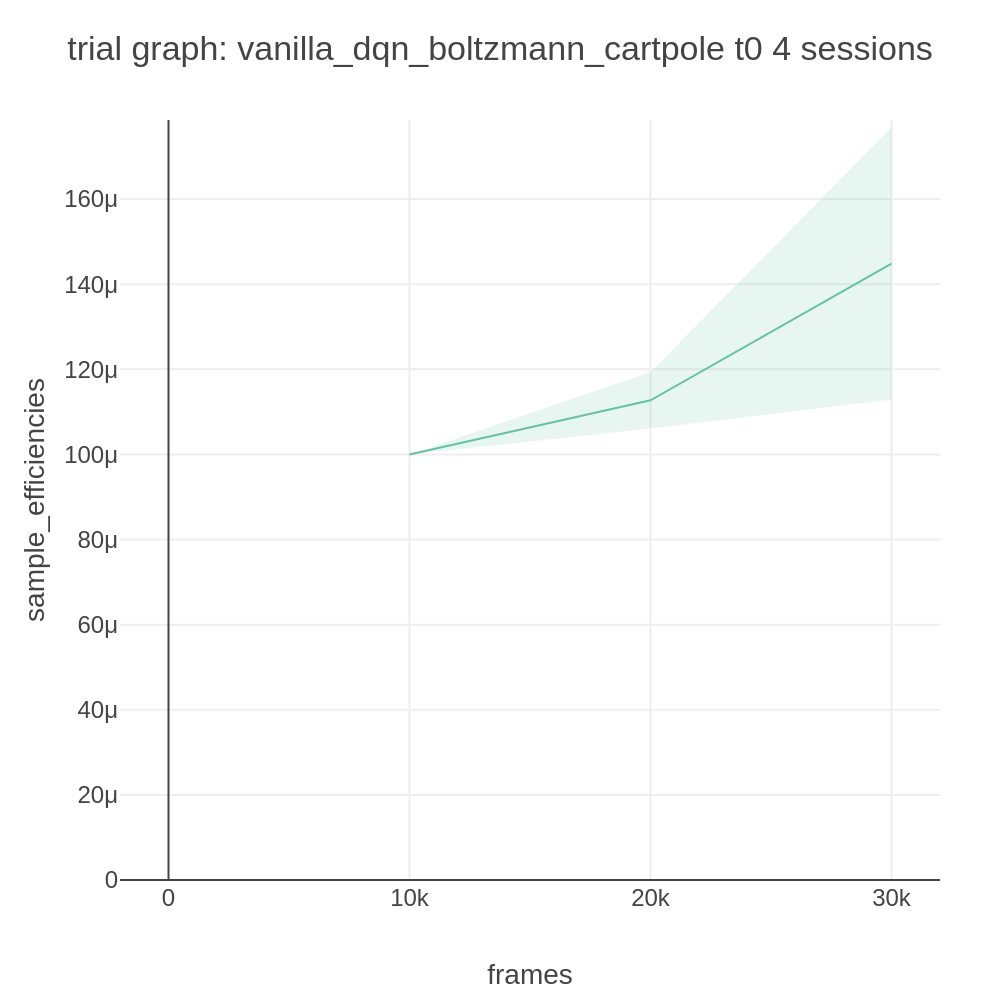 trial graph: vanilla_dqn_boltzmann_cartpole t0 4 sessions
160μ
140μ
120μ
100μ
80μ
60μ
40μ
20μ
0
sample_efficiencies
0 10k 20k 30k
frames